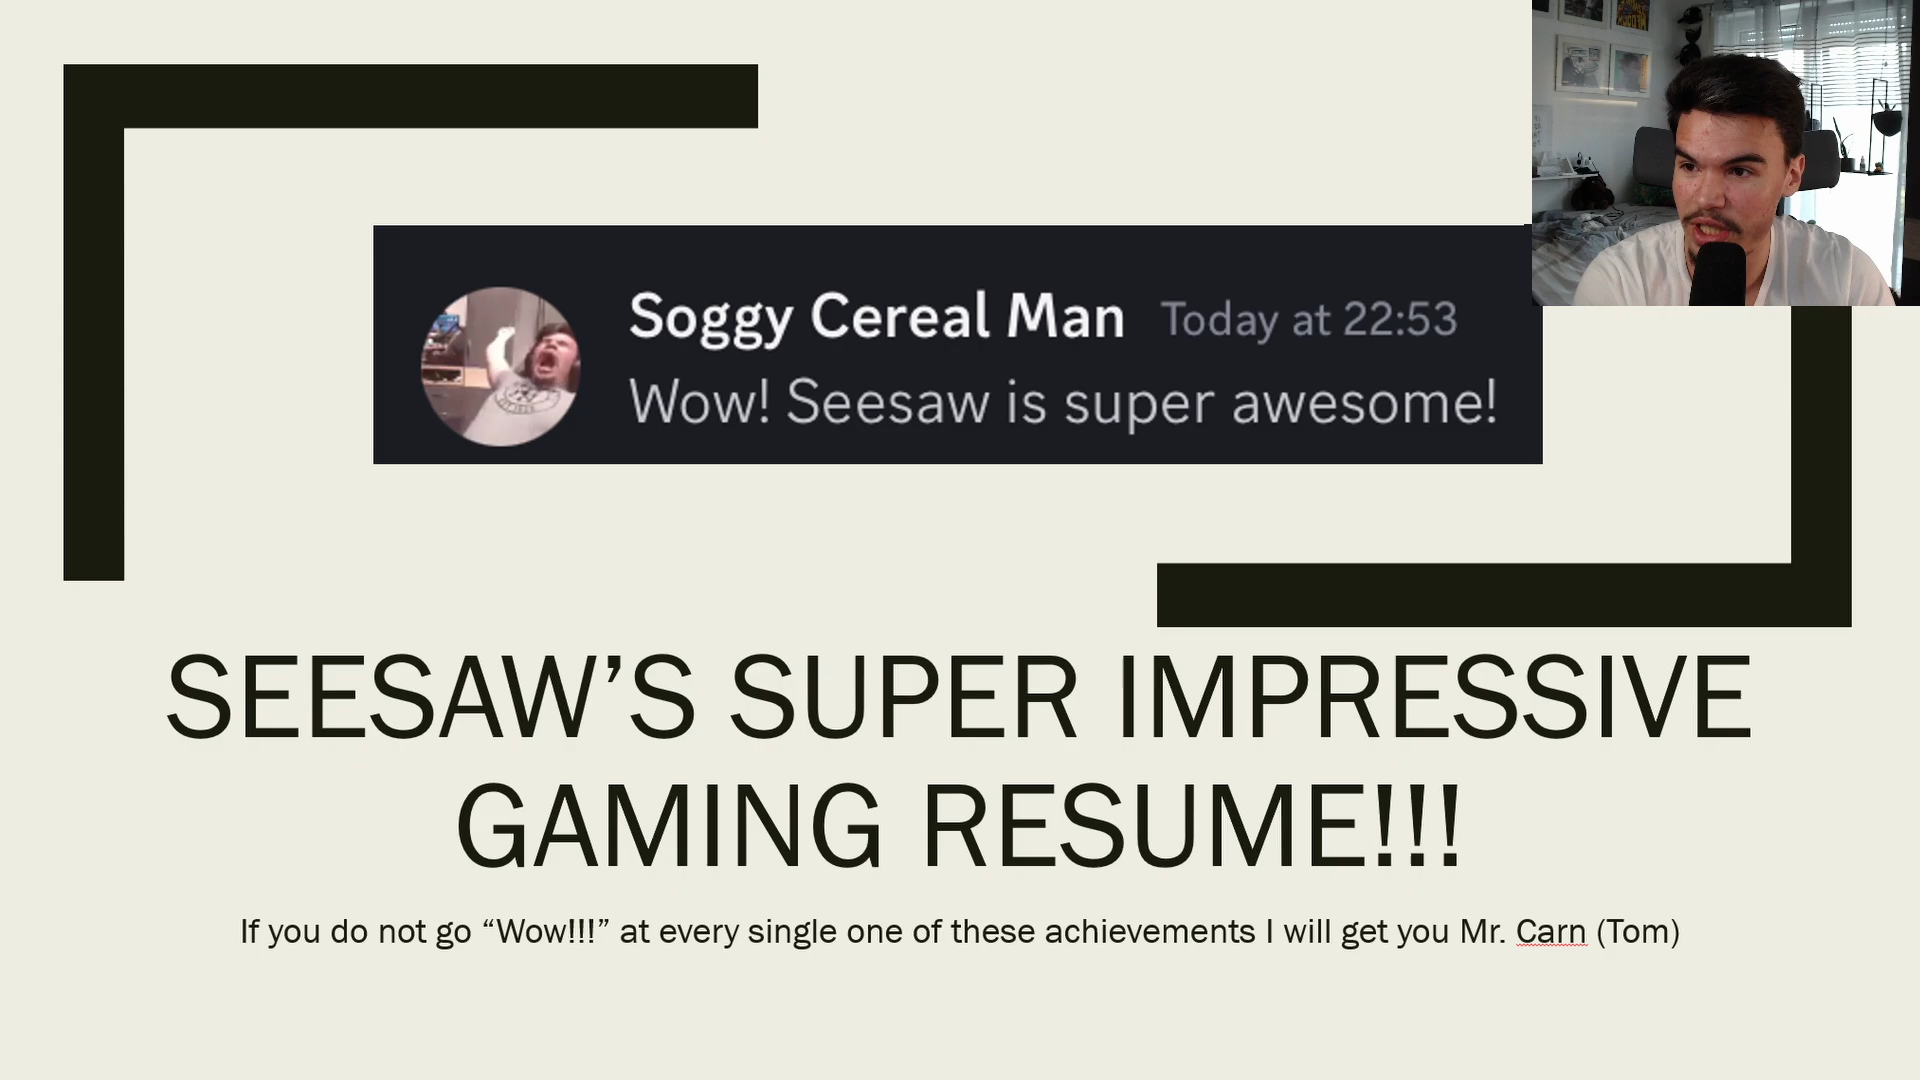 Soggy Cereal Man Today at 22:53
Wow! Seesaw is super awesome!
SEESAW’S SUPER IMPRESSIVE
GAMING RESUME!!!
If you do not go “Wow!!!” at every single one of these achievements I will get you Mr. Carn (Tom)